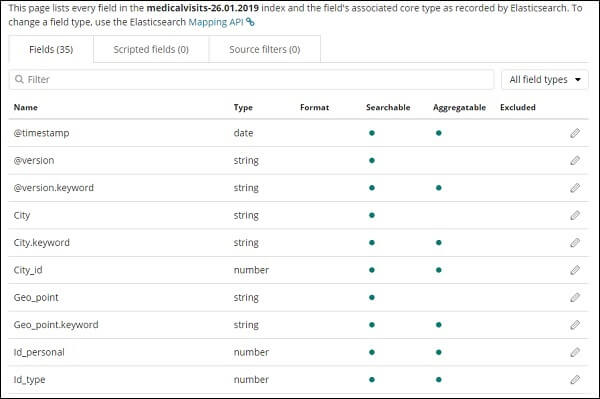 This page lists every field in the medicalvisits-26.01.2019 index and the field's associated core type as recorded by Elasticsearch. To
change a field type, use the Elasticsearch Mapping API
Fields (35) Scripted fields (0) Source filters (0)
Filter All field types
Name Type Format Searchable Aggregatable Excluded
@timestamp date
@version string
@version.keyword string
City string
City.keyword string
City_id number
Geo_point string
Geo_point.keyword string
Id_personal number
Id_type number